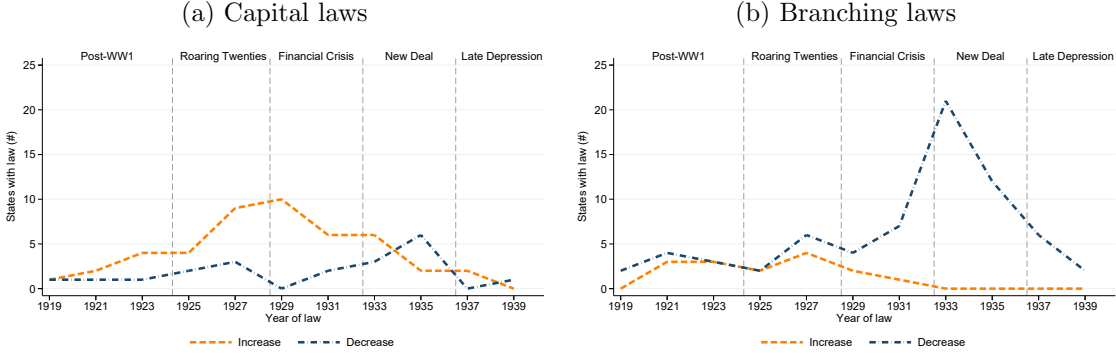 (a) Capital laws
Post-WW1 Roaring Twenties Financial Crisis New Deal Late Depression
25
20
15
10
5
0
States with law (#)
1919 1921 1923 1925 1927 1929 1931 1933 1935 1937 1939
Year of law
Increase Decrease
(b) Branching laws
Post-WW1 Roaring Twenties Financial Crisis New Deal Late Depression
25
20
15
10
5
0
States with law (#)
1919 1921 1923 1925 1927 1929 1931 1933 1935 1937 1939
Year of law
Increase Decrease